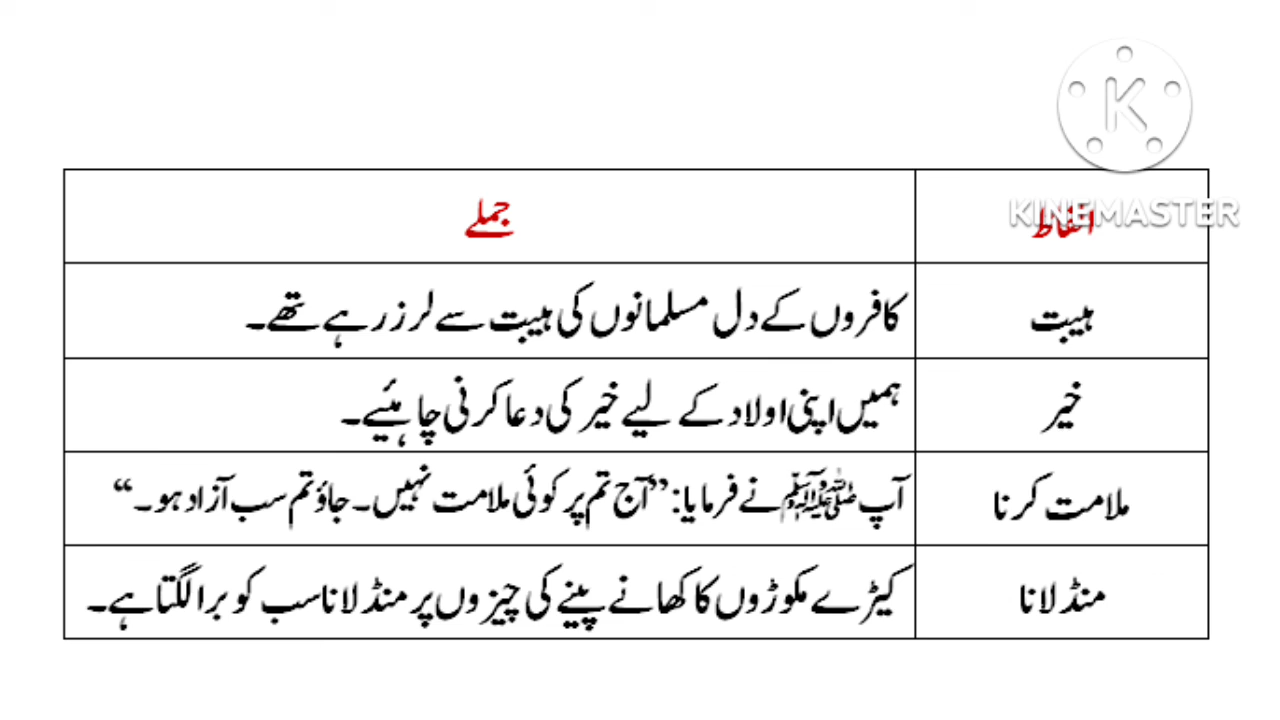 KINEMASTER
الفاظ جملے
ہیبت کافروں کے دل مسلمانوں کی ہیبت سے لرز رہے تھے۔
خیر ہمیں اپنی اولاد کے لیے خیر کی دعا کرنی چاہئیے۔
ملامت کرنا آپ ﷺ نے فرمایا: ”آج تم پر کوئی ملامت نہیں۔ جاؤ تم سب آزاد ہو۔“
منڈلانا کیڑے مکوڑوں کا کھانے پینے کی چیزوں پر منڈلانا سب کو برا لگتا ہے۔